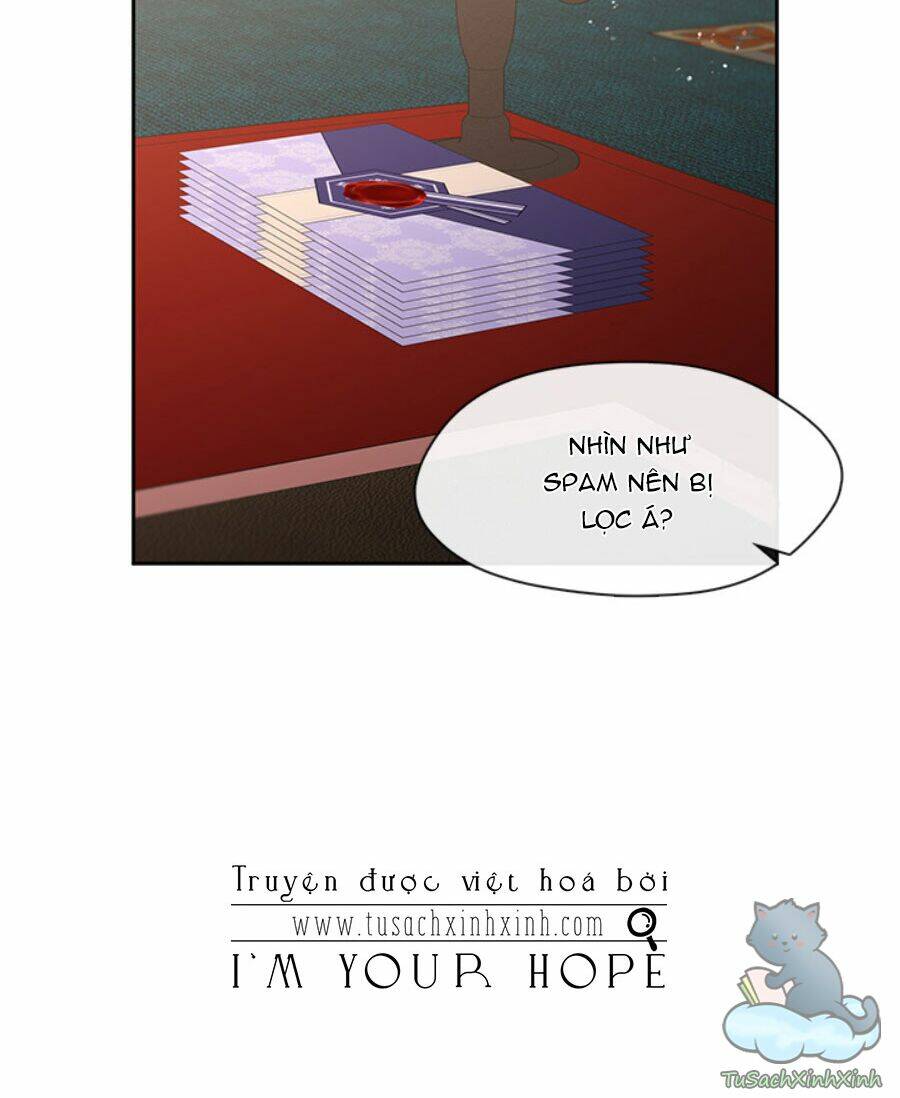 NHÌN NHƯ
SPAM NÊN BỊ
LỌC Á?
Truyện được việt hoá bởi
www.tusachxinhxinh.com
I'M YOUR HOPE
TuSachXinhXinh